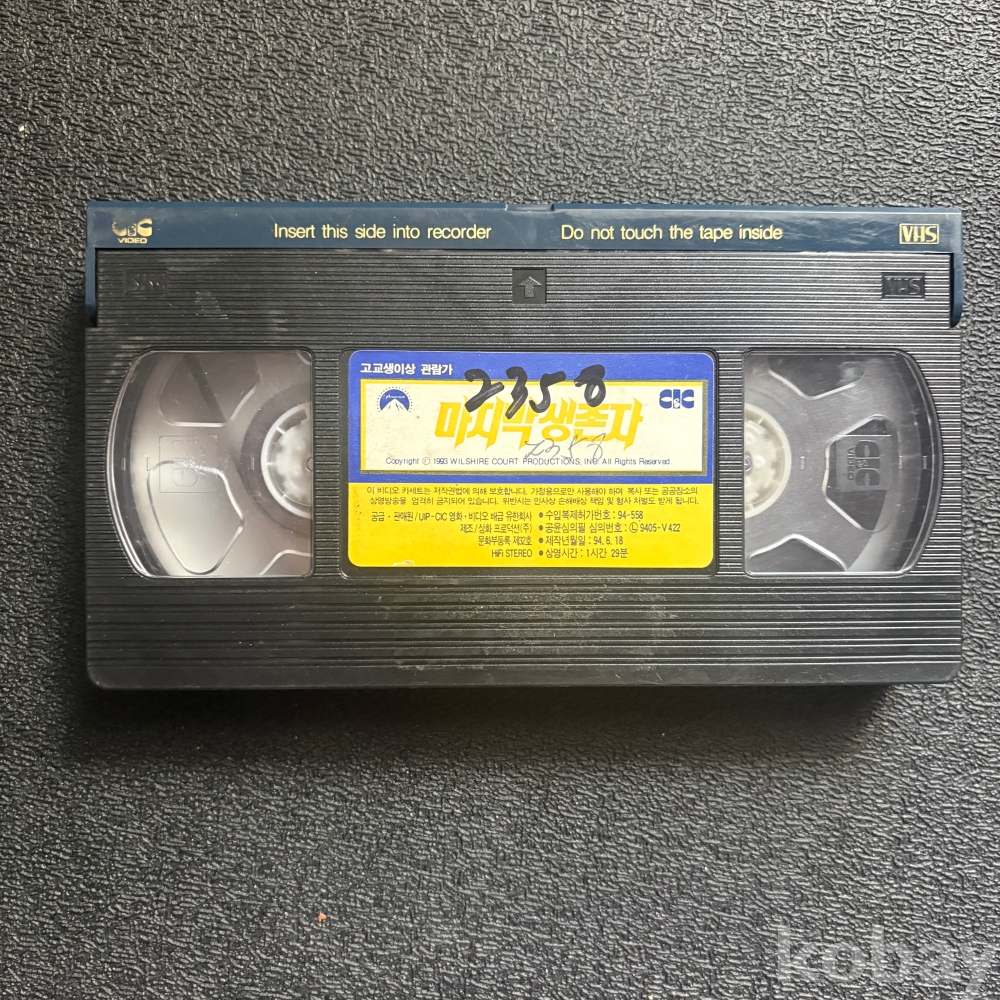 CIC
VIDEO
Insert this side into recorder
Do not touch the tape inside
VHS
VHS
고교생이상 관람가
2350
Paramount
마지막 생존자
C&C
Copyright ⓒ 1993 WILSHIRE COURT PRODUCTIONS, INC. All Rights Reserved.
이 비디오 카세트는 저작권법에 의해 보호합니다. 가정용으로만 사용해야 하며 복사 또는 공공장소의
상영방송을 엄격히 금지되어 있습니다. 위반시는 민사상 손해배상 책임 및 형사 처벌도 받게 됩니다.
공급·판매원/UIP-CIC 영화·비디오 배급 유한회사 ● 수입복제허가번호 : 94-558
제조/삼화 프로덕션(주) ● 공윤심의필 심의번호 : Ⓛ 9405-V422
문화부등록 제32호 ● 제작년월일 : 94. 6. 18
HiFi STEREO ● 상영시간 : 1시간 29분
kobay